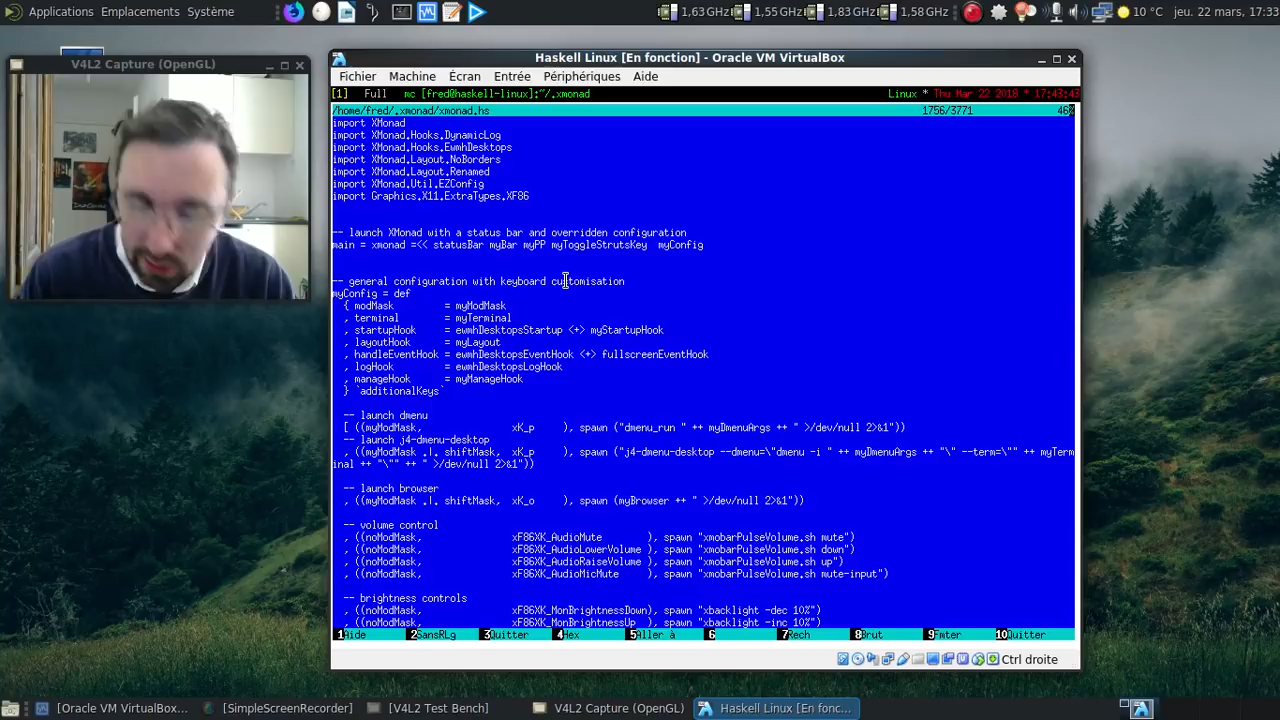 Applications Emplacements Système
1,63 GHz 1,55 GHz 1,83 GHz 1,58 GHz 10 °C jeu. 22 mars, 17:33
V4L2 Capture (OpenGL)
Haskell Linux [En fonction] - Oracle VM VirtualBox
Fichier Machine Écran Entrée Périphériques Aide
[1] Full mc [fred@haskell-linux]:~/.xmonad Linux * Thu Mar 22 2018 * 17:43:43
/home/fred/.xmonad/xmonad.hs 1756/3771 46%
import XMonad
import XMonad.Hooks.DynamicLog
import XMonad.Hooks.EwmhDesktops
import XMonad.Layout.NoBorders
import XMonad.Layout.Renamed
import XMonad.Util.EZConfig
import Graphics.X11.ExtraTypes.XF86
-- launch XMonad with a status bar and overridden configuration
main = xmonad =<< statusBar myBar myPP myToggleStrutsKey  myConfig
-- general configuration with keyboard customisation
myConfig = def
{ modMask = myModMask
, terminal = myTerminal
, startupHook = ewmhDesktopsStartup <+> myStartupHook
, layoutHook = myLayout
, handleEventHook = ewmhDesktopsEventHook <+> fullscreenEventHook
, logHook = ewmhDesktopsLogHook
, manageHook = myManageHook
} `additionalKeys`
-- launch dmenu
[ ((myModMask, xK_p ), spawn ("dmenu_run " ++ myDmenuArgs ++ " >/dev/null 2>&1"))
-- launch j4-dmenu-desktop
, ((myModMask .|. shiftMask, xK_p ), spawn ("j4-dmenu-desktop --dmenu=\"dmenu -i " ++ myDmenuArgs ++ "\" --term=\"" ++ myTerm
inal ++ "\"" ++ " >/dev/null 2>&1"))
-- launch browser
, ((myModMask .|. shiftMask, xK_o ), spawn (myBrowser ++ " >/dev/null 2>&1"))
-- volume control
, ((noModMask, xF86XK_AudioMute ), spawn "xmobarPulseVolume.sh mute")
, ((noModMask, xF86XK_AudioLowerVolume ), spawn "xmobarPulseVolume.sh down")
, ((noModMask, xF86XK_AudioRaiseVolume ), spawn "xmobarPulseVolume.sh up")
, ((noModMask, xF86XK_AudioMicMute ), spawn "xmobarPulseVolume.sh mute-input")
-- brightness controls
, ((noModMask, xF86XK_MonBrightnessDown), spawn "xbacklight -dec 10%")
, ((noModMask, xF86XK_MonBrightnessUp ), spawn "xbacklight -inc 10%")
1Aide 2SansRLg 3Quitter 4Hex 5Aller à 6 7Rech 8Brut 9Fmter 10Quitter
Ctrl droite
[Oracle VM VirtualBox... [SimpleScreenRecorder] [V4L2 Test Bench] V4L2 Capture (OpenGL) Haskell Linux [En fonc...